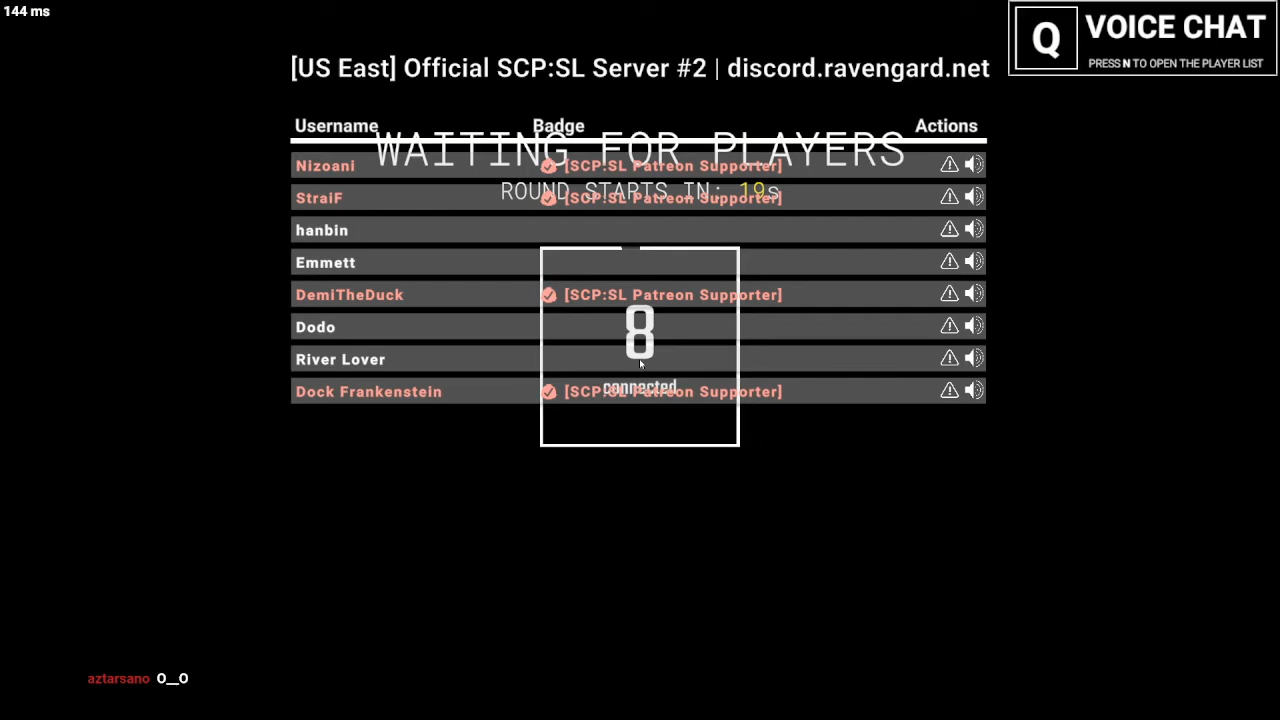 144 ms
Q VOICE CHAT
PRESS N TO OPEN THE PLAYER LIST
[US East] Official SCP:SL Server #2 | discord.ravengard.net
Username Badge Actions
WAITING FOR PLAYERS
Nizoani [SCP:SL Patreon Supporter]
ROUND STARTS IN: 19s
StraiF [SCP:SL Patreon Supporter]
hanbin
Emmett
DemiTheDuck [SCP:SL Patreon Supporter]
Dodo
8
River Lover
connected
Dock Frankenstein [SCP:SL Patreon Supporter]
aztarsano O__O